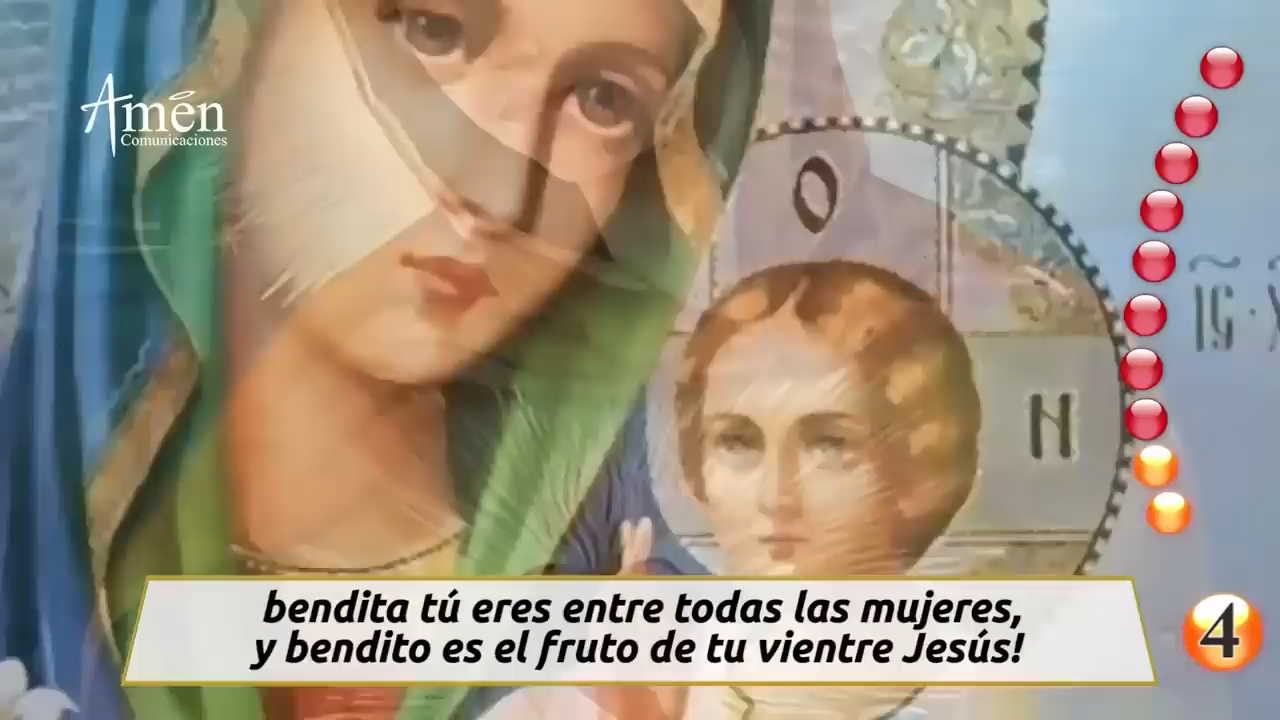 Amén
Comunicaciones
O
H
bendita tú eres entre todas las mujeres,
y bendito es el fruto de tu vientre Jesús!
4